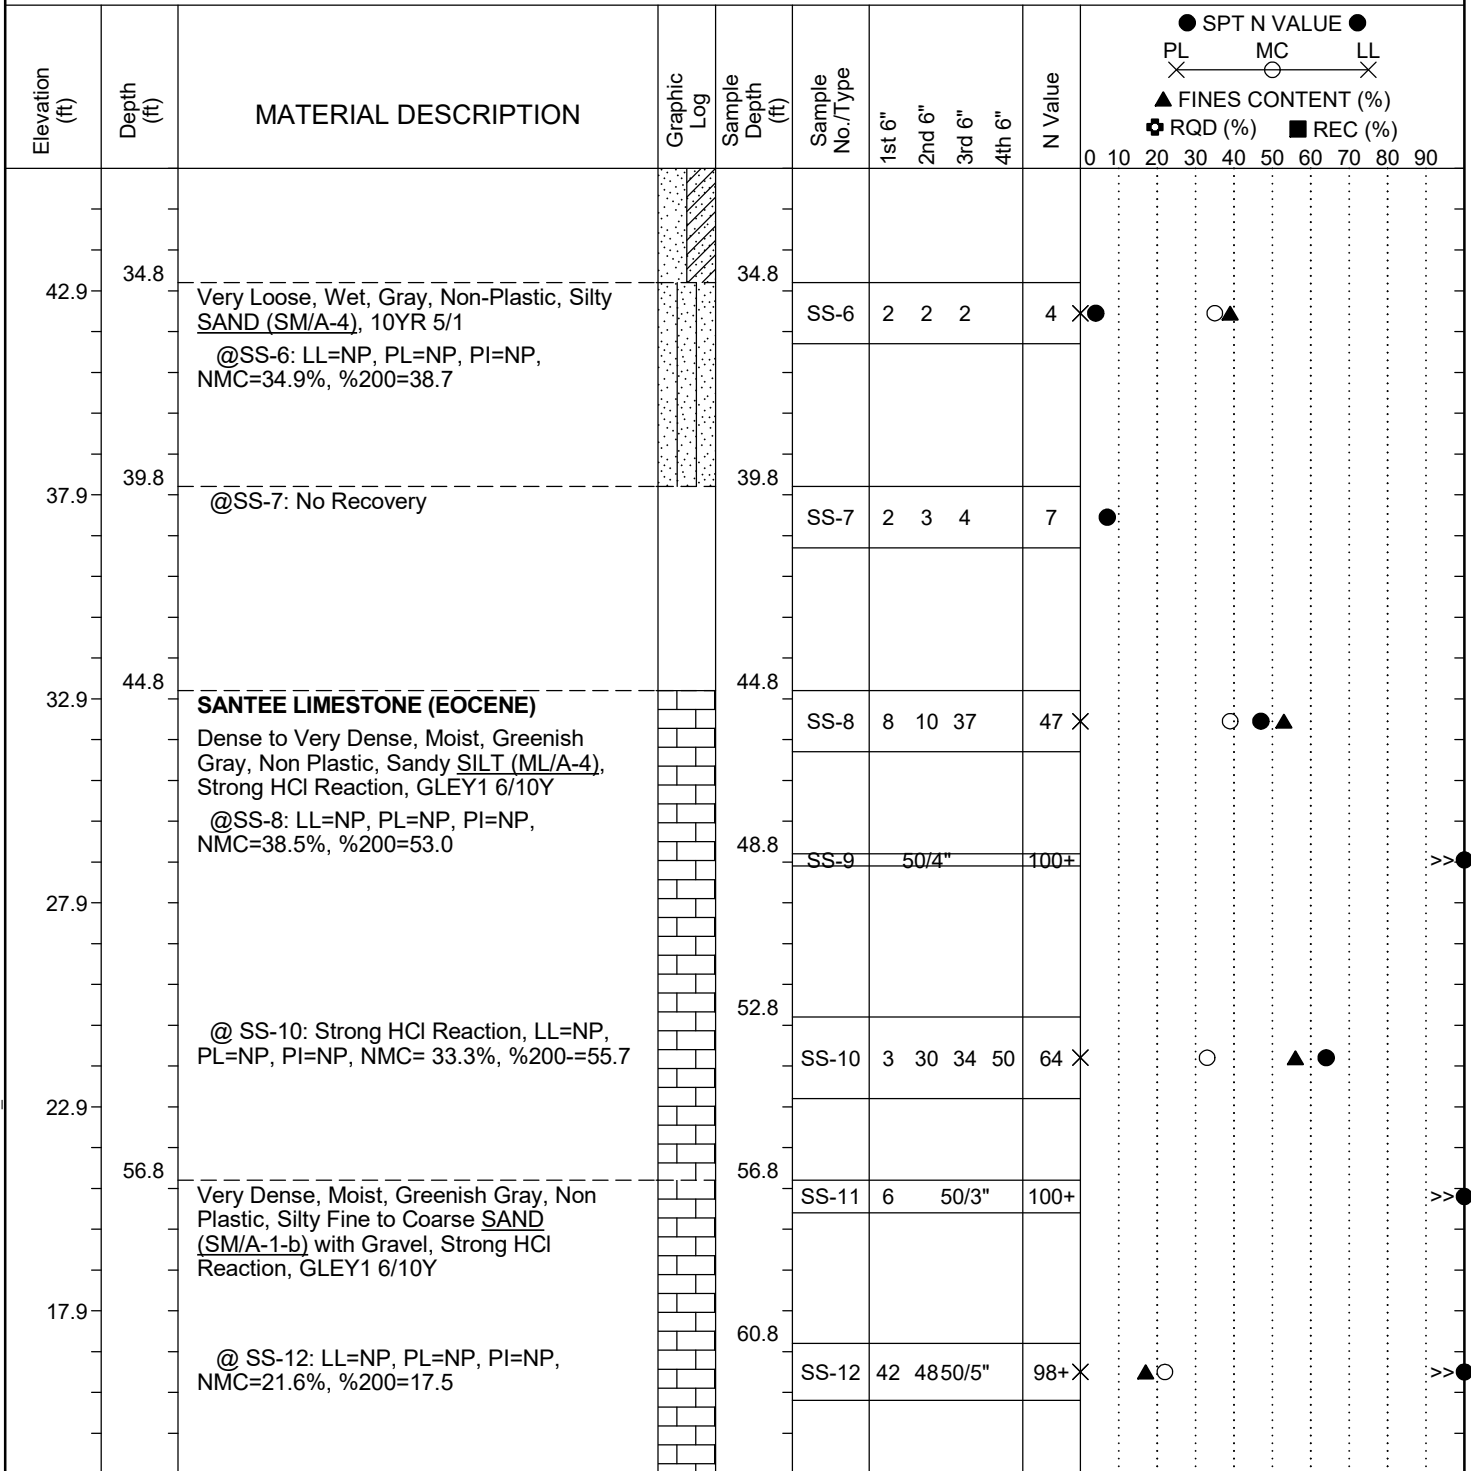 ● SPT N VALUE ●
PL MC LL
▲ FINES CONTENT (%)
RQD (%) ■ REC (%)
Elevation (ft)
Depth (ft)
MATERIAL DESCRIPTION
Graphic Log
Sample Depth (ft)
Sample No./Type
1st 6"
2nd 6"
3rd 6"
4th 6"
N Value
0 10 20 30 40 50 60 70 80 90
34.8 34.8
42.9
Very Loose, Wet, Gray, Non-Plastic, Silty
SAND (SM/A-4), 10YR 5/1
SS-6 2 2 2 4
@SS-6: LL=NP, PL=NP, PI=NP,
NMC=34.9%, %200=38.7
39.8 39.8
37.9
@SS-7: No Recovery
SS-7 2 3 4 7
44.8 44.8
32.9
SANTEE LIMESTONE (EOCENE)
SS-8 8 10 37 47
Dense to Very Dense, Moist, Greenish
Gray, Non Plastic, Sandy SILT (ML/A-4),
Strong HCl Reaction, GLEY1 6/10Y
@SS-8: LL=NP, PL=NP, PI=NP,
NMC=38.5%, %200=53.0
48.8
SS-9 50/4" 100+ >>
27.9
52.8
@ SS-10: Strong HCl Reaction, LL=NP,
PL=NP, PI=NP, NMC= 33.3%, %200-=55.7
SS-10 3 30 34 50 64
22.9
56.8 56.8
Very Dense, Moist, Greenish Gray, Non
Plastic, Silty Fine to Coarse SAND
(SM/A-1-b) with Gravel, Strong HCl
Reaction, GLEY1 6/10Y
SS-11 6 50/3" 100+ >>
17.9
60.8
@ SS-12: LL=NP, PL=NP, PI=NP,
NMC=21.6%, %200=17.5
SS-12 42 48 50/5" 98+ >>